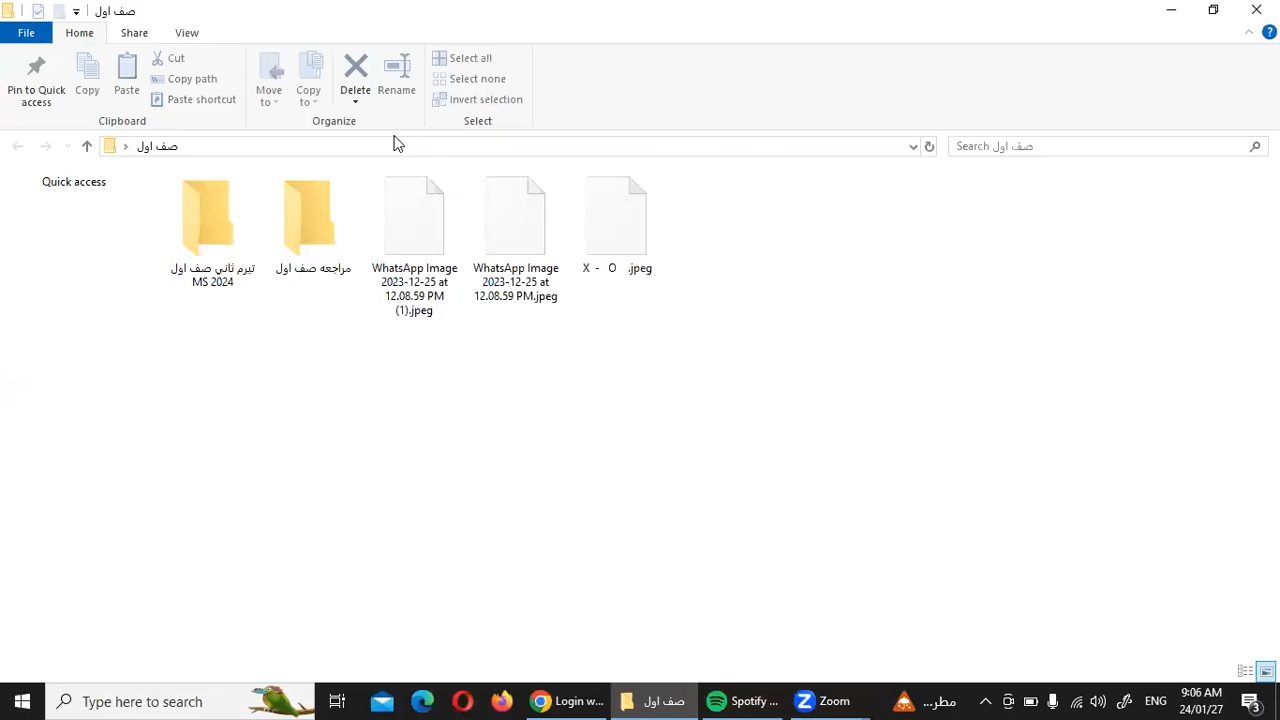 صف اول
File
Home
Share
View
Pin to Quick access
Copy
Paste
Cut
Copy path
Paste shortcut
Clipboard
Move to
Copy to
Delete
Rename
Organize
Select all
Select none
Invert selection
Select
صف اول
Search صف اول
Quick access
تيرم ثاني صف اول
MS 2024
مراجعه صف اول
WhatsApp Image
2023-12-25 at
12.08.59 PM
(1).jpeg
WhatsApp Image
2023-12-25 at
12.08.59 PM.jpeg
X - O .jpeg
Type here to search
Login w...
صف اول
Spotify ...
Zoom
مطر...
ENG
9:06 AM
24/01/27
3